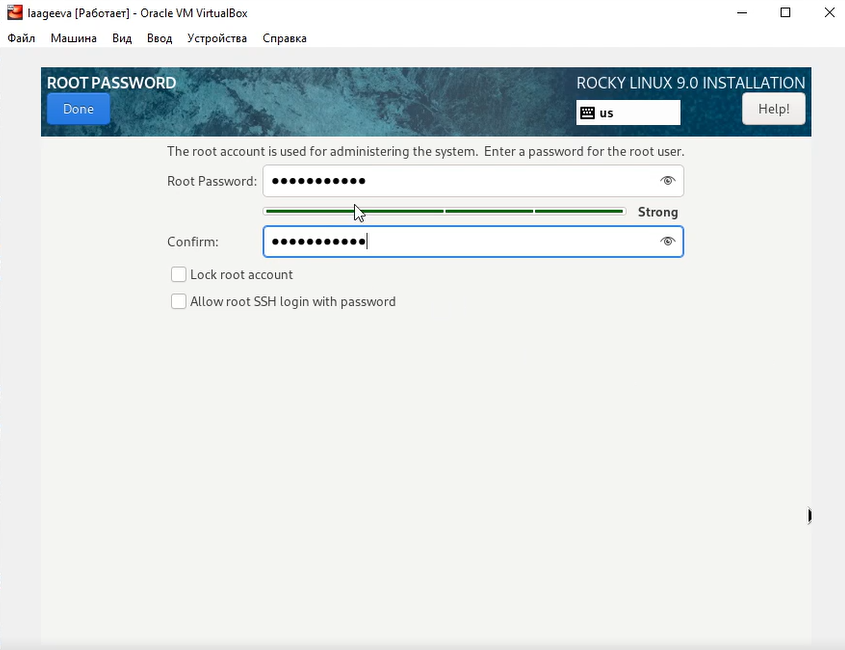 laageeva [Работает] - Oracle VM VirtualBox
Файл Машина Вид Ввод Устройства Справка
ROOT PASSWORD
ROCKY LINUX 9.0 INSTALLATION
Done
us
Help!
The root account is used for administering the system. Enter a password for the root user.
Root Password: ●●●●●●●●●●●
Strong
Confirm: ●●●●●●●●●●●
Lock root account
Allow root SSH login with password